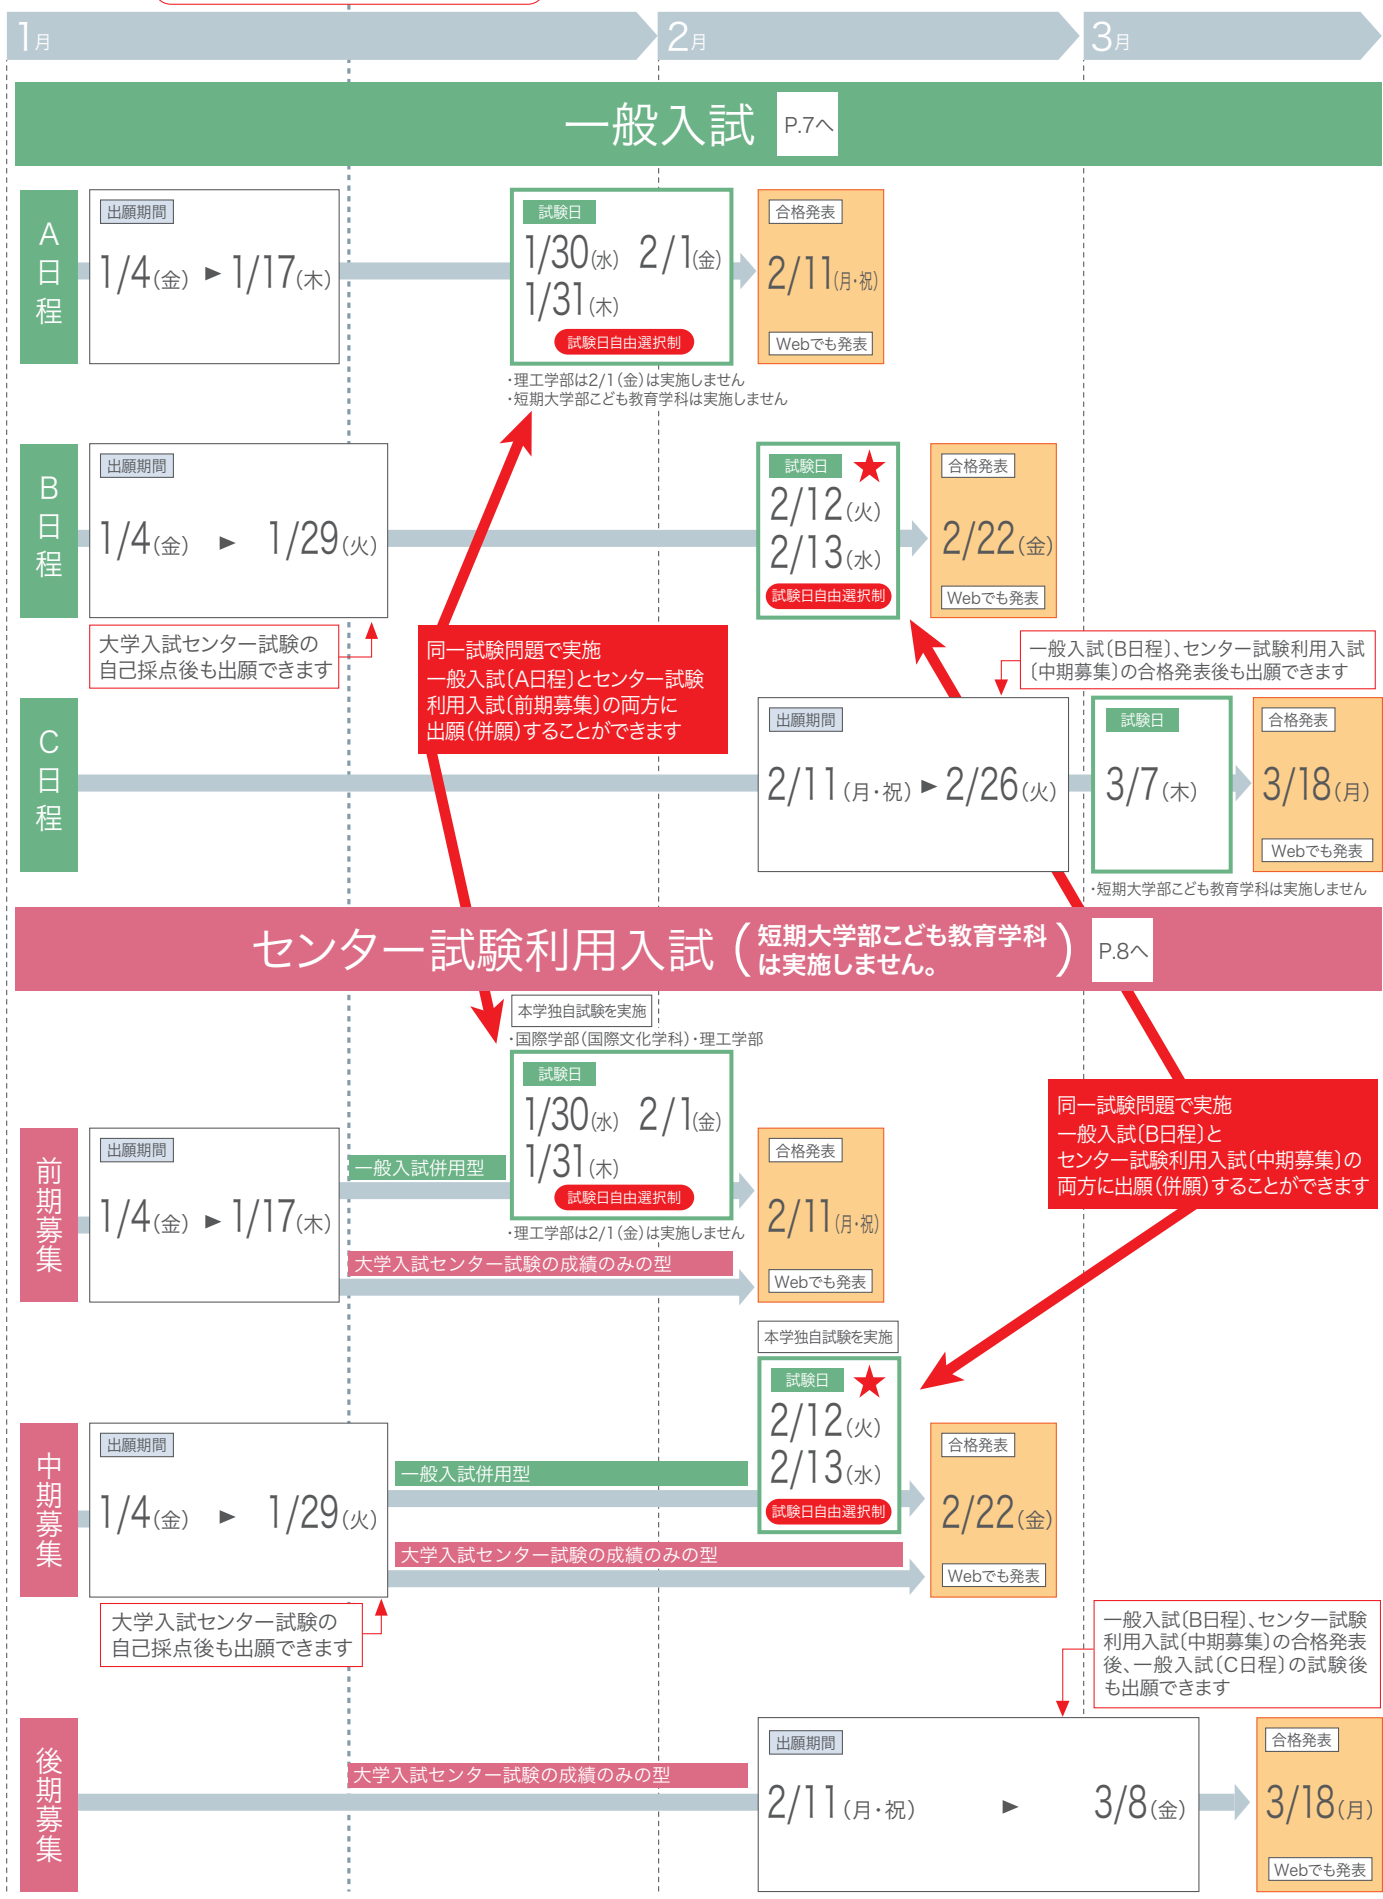 1月
2月
3月
一般入試 P.7へ
A日程
出願期間
1/4(金) ► 1/17(木)
試験日
1/30(水) 2/1(金)
1/31(木)
試験日自由選択制
合格発表
2/11(月・祝)
Webでも発表
・理工学部は2/1(金)は実施しません
・短期大学部こども教育学科は実施しません
B日程
出願期間
1/4(金) ► 1/29(火)
試験日 ★
2/12(火)
2/13(水)
試験日自由選択制
合格発表
2/22(金)
Webでも発表
大学入試センター試験の
自己採点後も出願できます
同一試験問題で実施
一般入試〔A日程〕とセンター試験
利用入試〔前期募集〕の両方に
出願(併願)することができます
一般入試〔B日程〕、センター試験利用入試
〔中期募集〕の合格発表後も出願できます
C日程
出願期間
2/11(月・祝) ► 2/26(火)
試験日
3/7(木)
合格発表
3/18(月)
Webでも発表
・短期大学部こども教育学科は実施しません
センター試験利用入試(短期大学部こども教育学科
は実施しません。) P.8へ
本学独自試験を実施
・国際学部(国際文化学科)・理工学部
前期募集
出願期間
1/4(金) ► 1/17(木)
一般入試併用型
試験日
1/30(水) 2/1(金)
1/31(木)
試験日自由選択制
・理工学部は2/1(金)は実施しません
大学入試センター試験の成績のみの型
合格発表
2/11(月・祝)
Webでも発表
同一試験問題で実施
一般入試〔B日程〕と
センター試験利用入試〔中期募集〕の
両方に出願(併願)することができます
本学独自試験を実施
中期募集
出願期間
1/4(金) ► 1/29(火)
一般入試併用型
試験日 ★
2/12(火)
2/13(水)
試験日自由選択制
大学入試センター試験の成績のみの型
合格発表
2/22(金)
Webでも発表
大学入試センター試験の
自己採点後も出願できます
一般入試〔B日程〕、センター試験
利用入試〔中期募集〕の合格発表
後、一般入試〔C日程〕の試験後
も出願できます
後期募集
大学入試センター試験の成績のみの型
出願期間
2/11(月・祝) ► 3/8(金)
合格発表
3/18(月)
Webでも発表